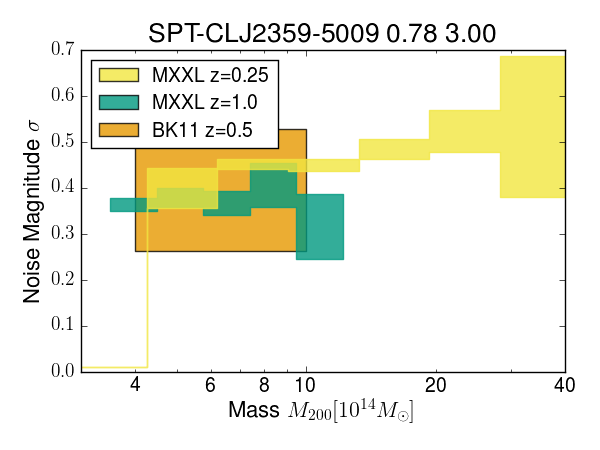 SPT-CLJ2359-5009 0.78 3.00
0.7
0.6
0.5
0.4
0.3
0.2
0.1
0.0
Noise Magnitude σ
MXXL z=0.25
MXXL z=1.0
BK11 z=0.5
4 6 8 10 20 40
Mass M₂₀₀[10¹⁴M☉]